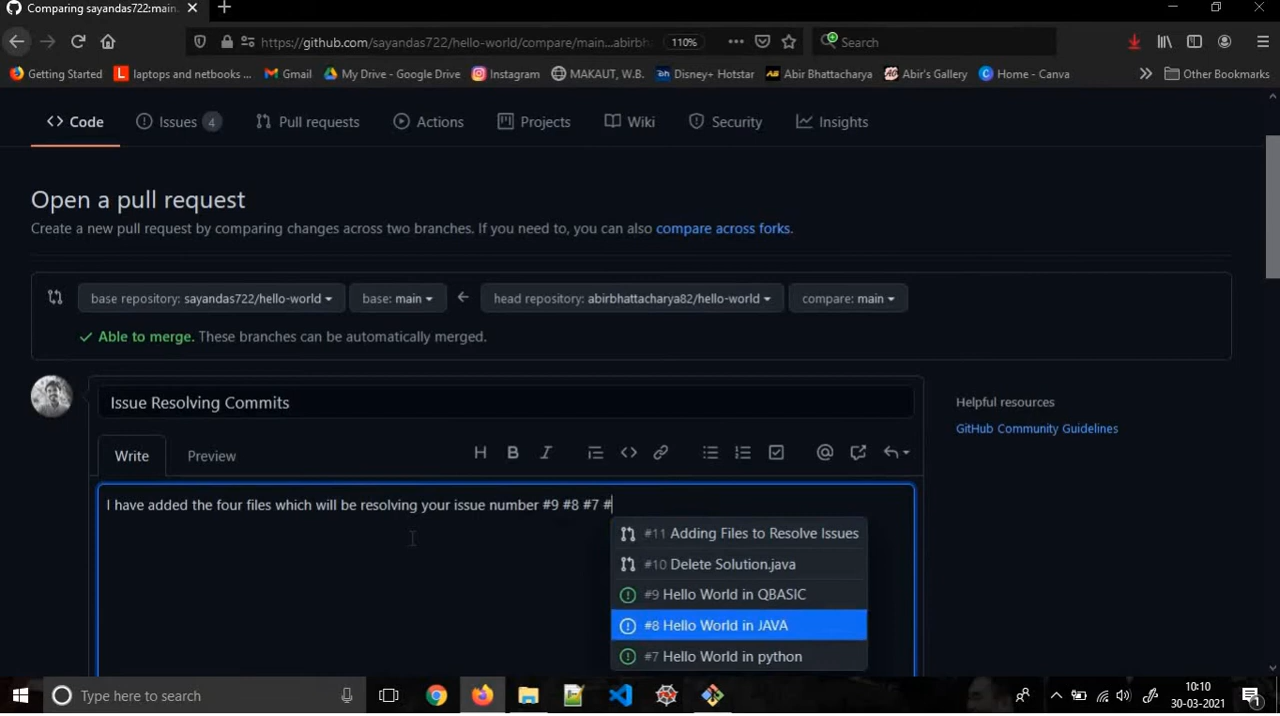 Comparing sayandas722:main.
https://github.com/sayandas722/hello-world/compare/main...abirbh
110%
Search
Getting Started
laptops and netbooks ...
Gmail
My Drive - Google Drive
Instagram
MAKAUT, W.B.
Disney+ Hotstar
Abir Bhattacharya
Abir's Gallery
Home - Canva
Other Bookmarks
Code
Issues 4
Pull requests
Actions
Projects
Wiki
Security
Insights
Open a pull request
Create a new pull request by comparing changes across two branches. If you need to, you can also compare across forks.
base repository: sayandas722/hello-world
base: main
head repository: abirbhattacharya82/hello-world
compare: main
Able to merge. These branches can be automatically merged.
Issue Resolving Commits
Helpful resources
GitHub Community Guidelines
Write
Preview
I have added the four files which will be resolving your issue number #9 #8 #7 #
#11 Adding Files to Resolve Issues
#10 Delete Solution.java
#9 Hello World in QBASIC
#8 Hello World in JAVA
#7 Hello World in python
Type here to search
10:10
30-03-2021
1